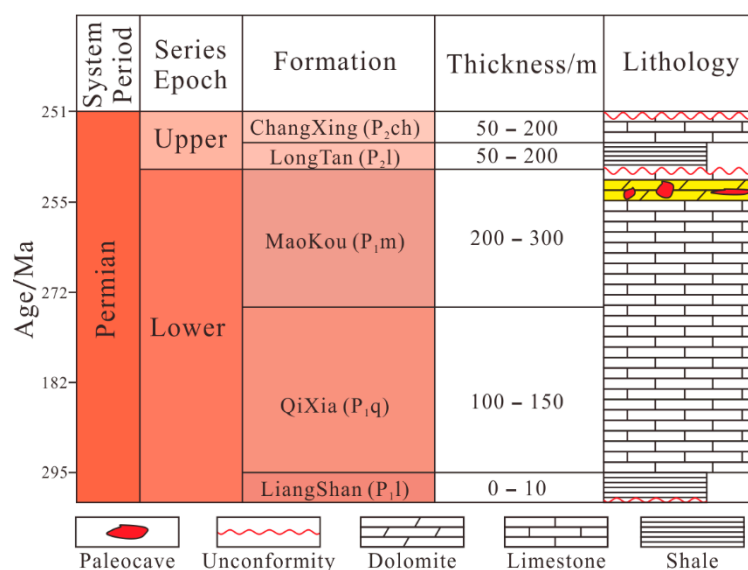 System Period
Series Epoch
Formation
Thickness/m
Lithology
Age/Ma
251
255
272
182
295
Permian
Upper
Lower
ChangXing (P₂ch)
50 – 200
LongTan (P₂l)
50 – 200
MaoKou (P₁m)
200 – 300
QiXia (P₁q)
100 – 150
LiangShan (P₁l)
0 – 10
Paleocave
Unconformity
Dolomite
Limestone
Shale